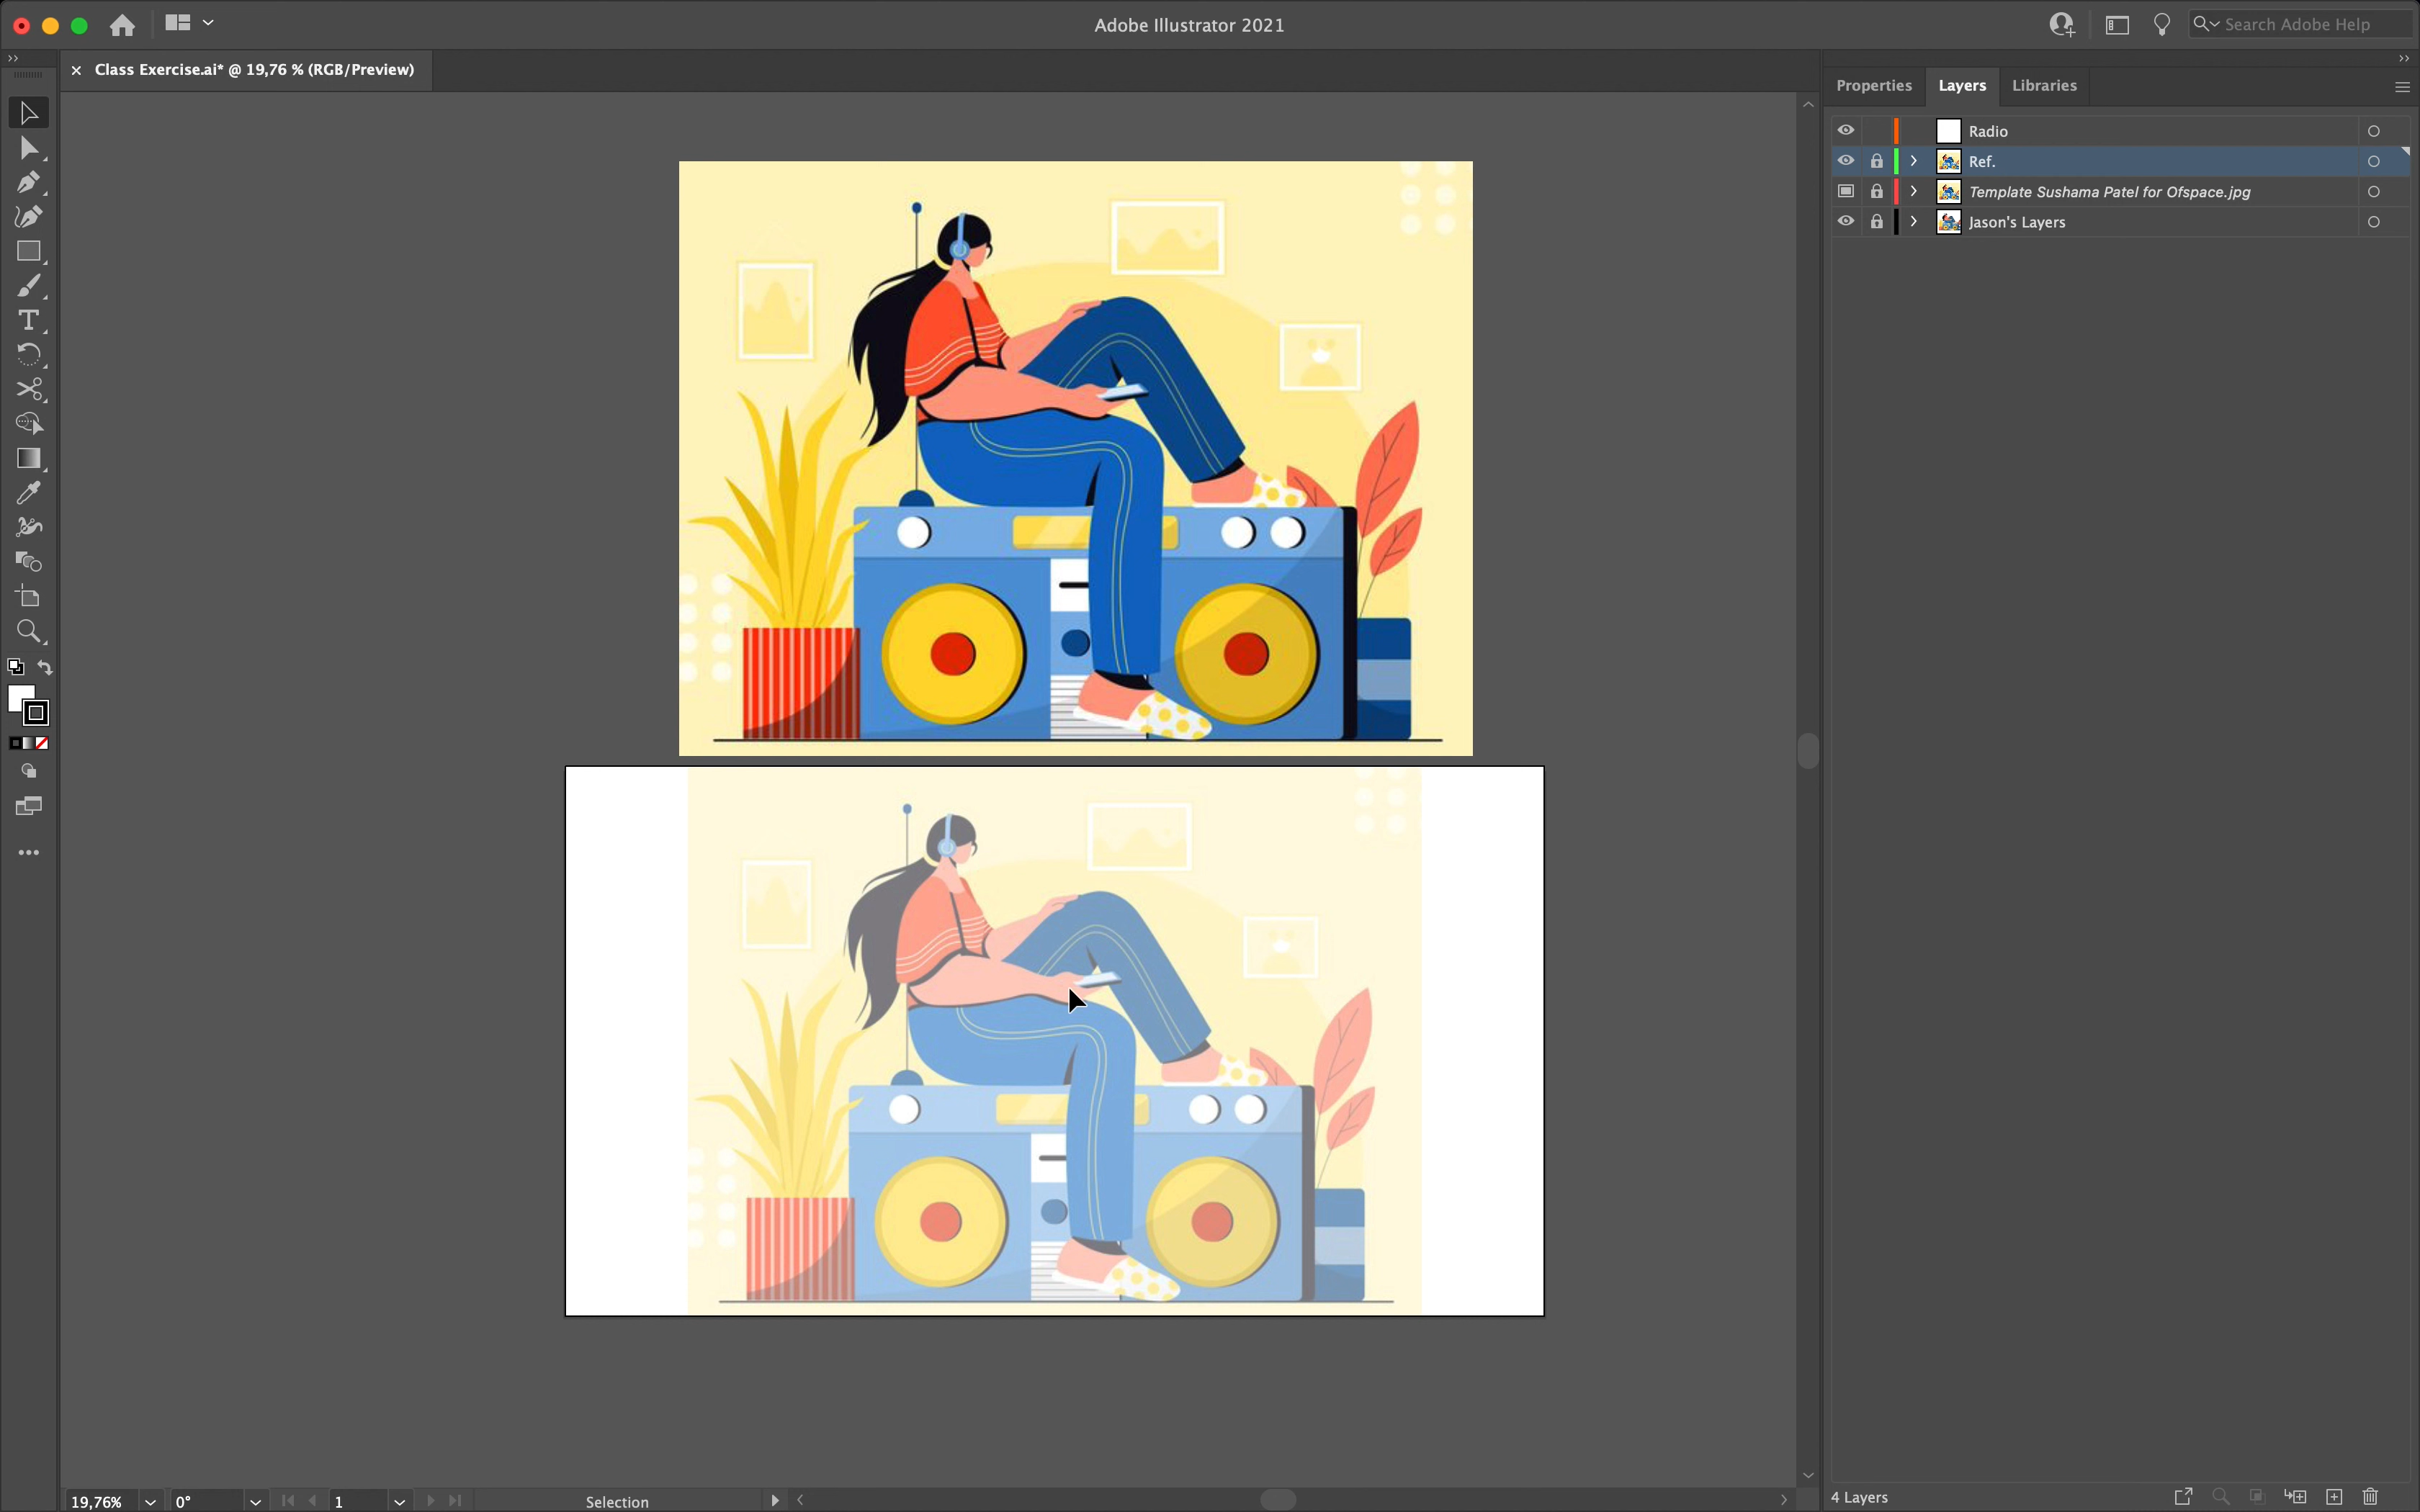 Adobe Illustrator 2021
Search Adobe Help
Class Exercise.ai* @ 19,76 % (RGB/Preview)
Properties
Layers
Libraries
Radio
Ref.
Template Sushama Patel for Ofspace.jpg
Jason's Layers
4 Layers
19,76%
0°
1
Selection